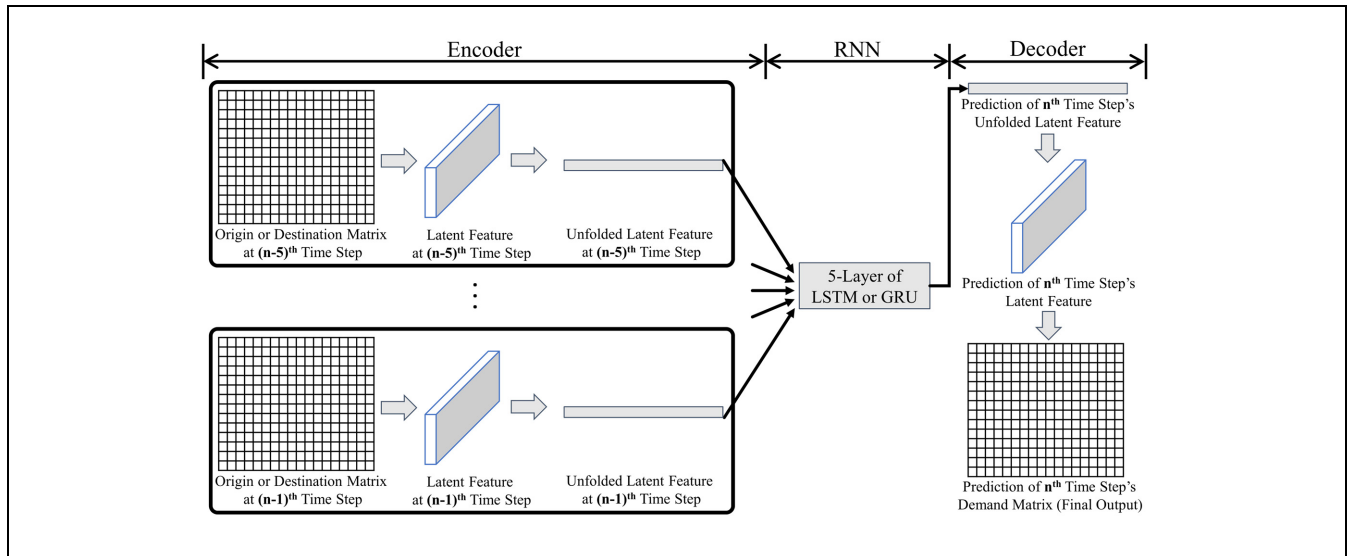 Encoder
RNN
Decoder
Origin or Destination Matrix
at (n-5)th Time Step
Latent Feature
at (n-5)th Time Step
Unfolded Latent Feature
at (n-5)th Time Step
Origin or Destination Matrix
at (n-1)th Time Step
Latent Feature
at (n-1)th Time Step
Unfolded Latent Feature
at (n-1)th Time Step
5-Layer of
LSTM or GRU
Prediction of nth Time Step's
Unfolded Latent Feature
Prediction of nth Time Step's
Latent Feature
Prediction of nth Time Step's
Demand Matrix (Final Output)